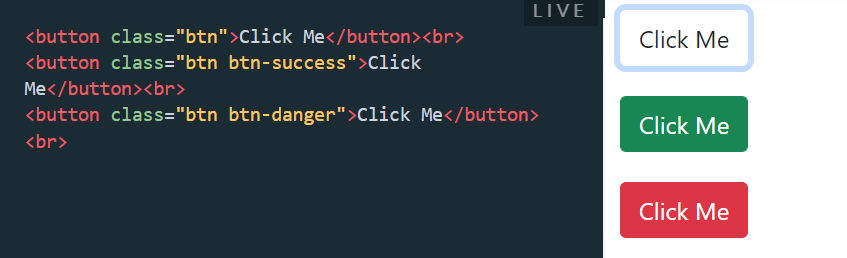 LIVE
<button class="btn">Click Me</button><br>
<button class="btn btn-success">Click
Me</button><br>
<button class="btn btn-danger">Click Me</button>
<br>
Click Me
Click Me
Click Me